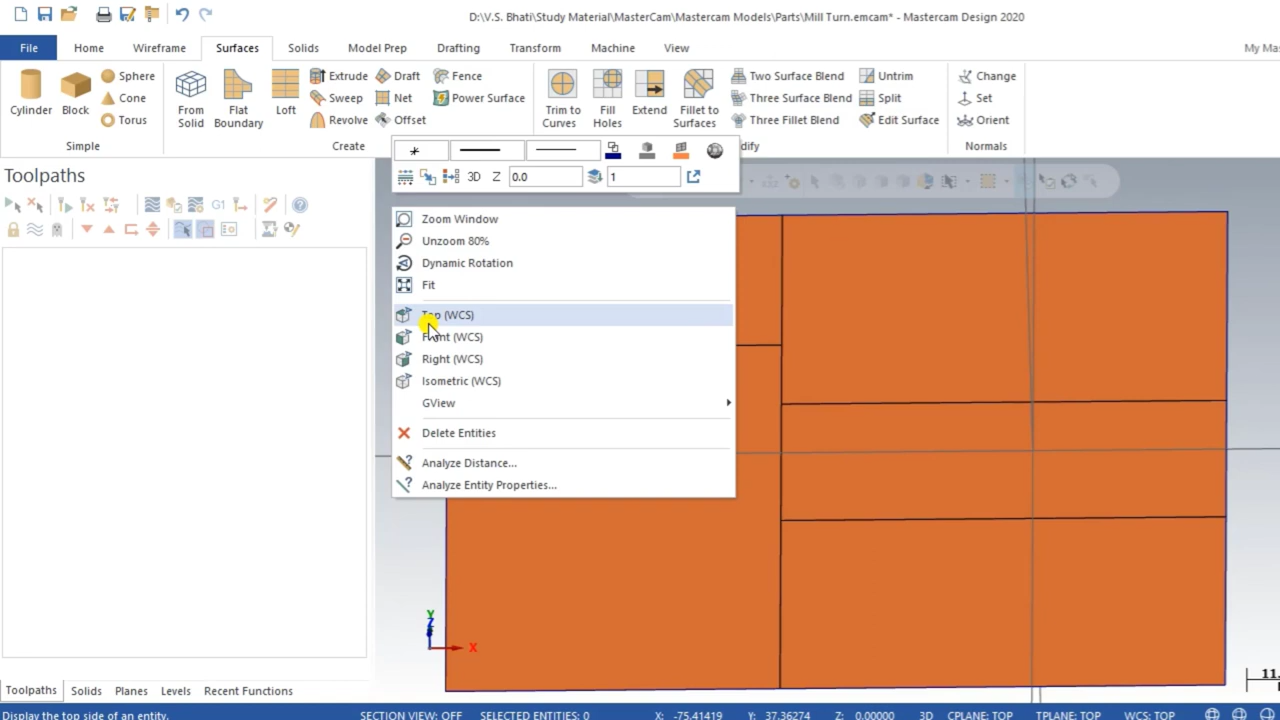 D:\V.S. Bhati\Study Material\MasterCam\Mastercam Models\Parts\Mill Turn.emcam* - Mastercam Design 2020
File Home Wireframe Surfaces Solids Model Prep Drafting Transform Machine View My Ma
Sphere Extrude Draft Fence Two Surface Blend Untrim Change
Cone Sweep Net Power Surface Three Surface Blend Split Set
Torus Revolve Offset Three Fillet Blend Edit Surface Orient
Cylinder Block From Solid Flat Boundary Loft Trim to Curves Fill Holes Extend Fillet to Surfaces
Simple Create dify Normals
Toolpaths
3D Z 0.0 1
G1
Zoom Window
Unzoom 80%
Dynamic Rotation
Fit
Top (WCS)
Front (WCS)
Right (WCS)
Isometric (WCS)
GView
Delete Entities
Analyze Distance...
Analyze Entity Properties...
Y
Z
X
11.
Toolpaths Solids Planes Levels Recent Functions
Display the top side of an entity. SECTION VIEW: OFF SELECTED ENTITIES: 0 X: -75.41419 Y: 37.36274 Z: 0.00000 3D CPLANE: TOP TPLANE: TOP WCS: TOP